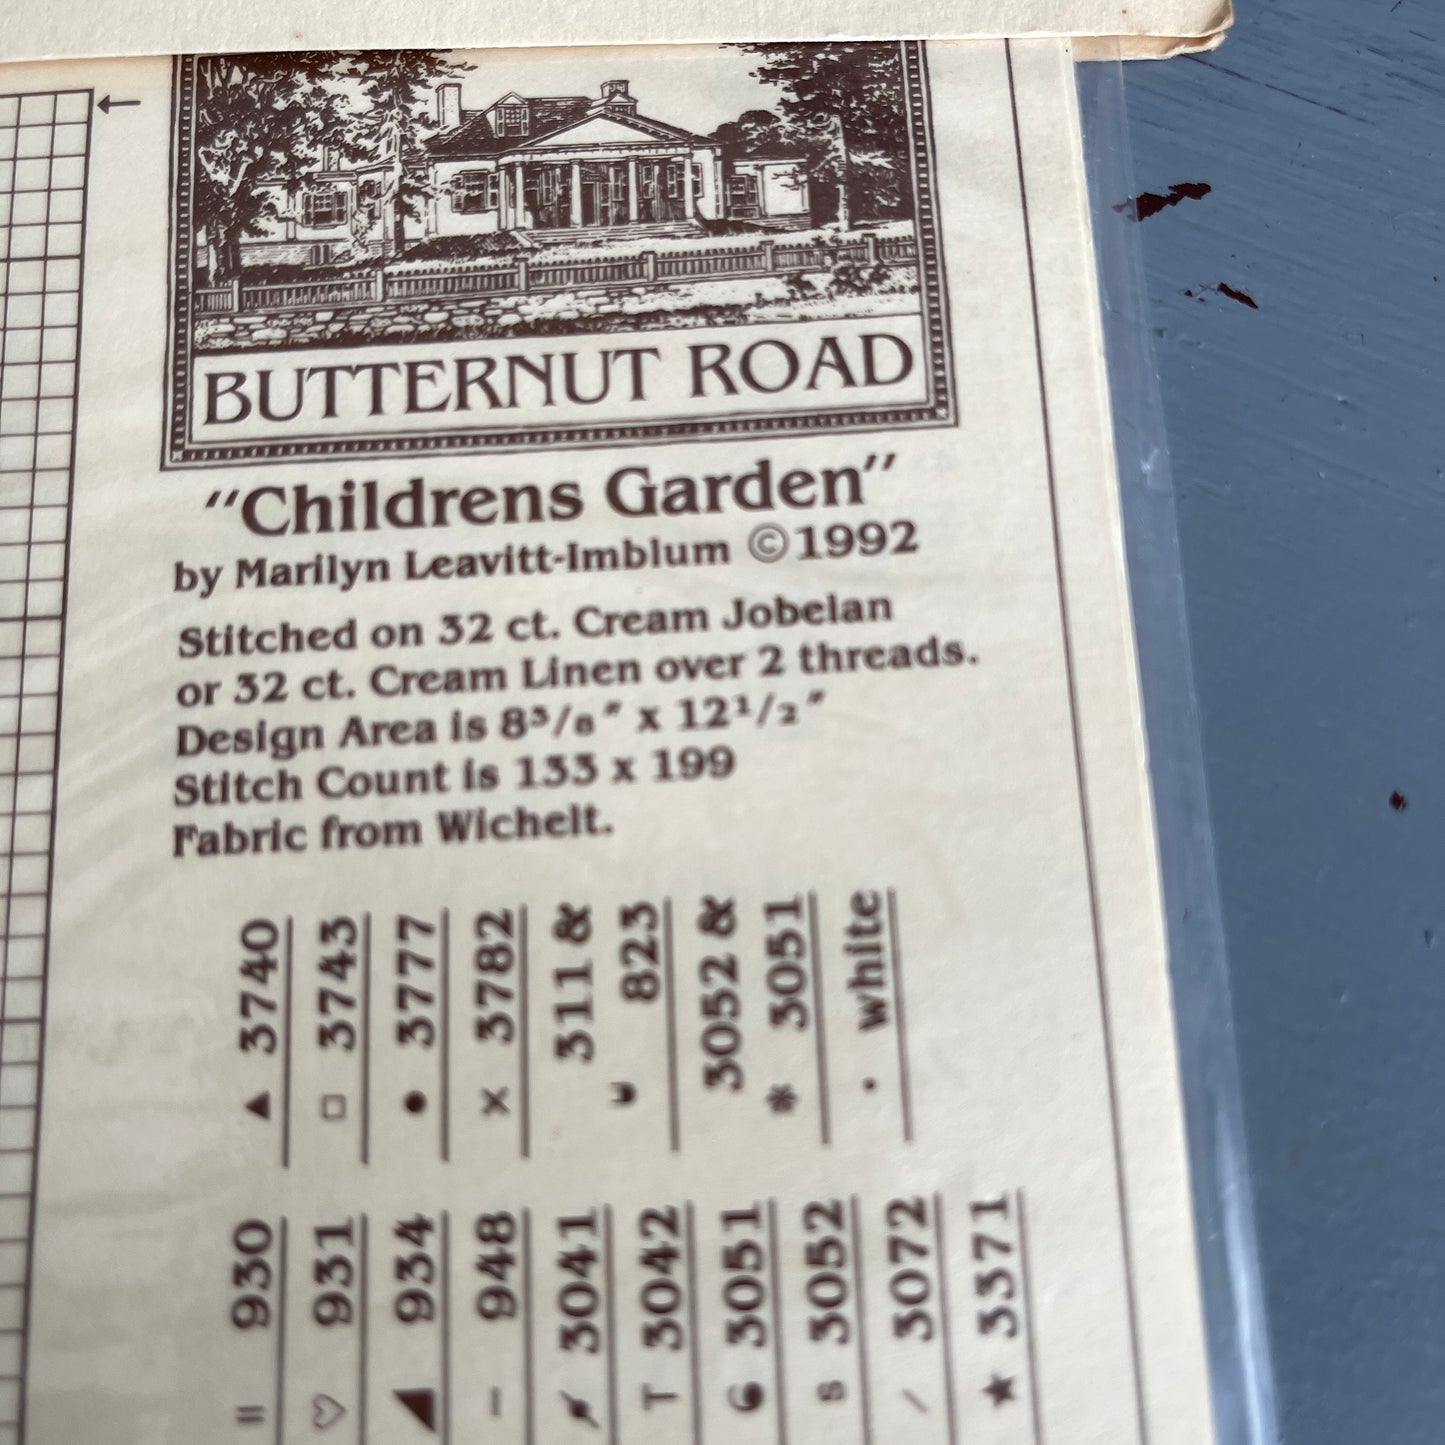 BUTTERNUT ROAD
"Childrens Garden"
by Marilyn Leavitt-Imblum ©1992
Stitched on 32 ct. Cream Jobelan
or 32 ct. Cream Linen over 2 threads.
Design Area is 8³/₈" x 12¹/₂"
Stitch Count is 133 x 199
Fabric from Wichelt.
▲ 3740
□ 3743
● 3777
× 3782
311 &
823
3052 &
* 3051
• white
= 930
♡ 931
◢ 934
– 948
3041
T 3042
3051
S 3052
/ 3072
★ 3371